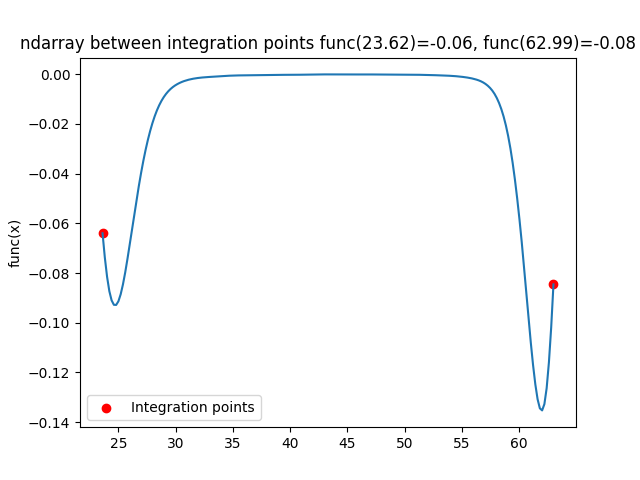 ndarray between integration points func(23.62)=-0.06, func(62.99)=-0.08
0.00
−0.02
−0.04
−0.06
−0.08
−0.10
−0.12
−0.14
func(x)
Integration points
25 30 35 40 45 50 55 60